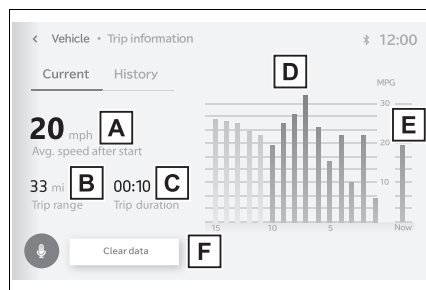 < Vehicle • Trip information 12:00
Current History
D
MPG
30
20 mph A
E
Avg. speed after start
20
33 mi B 00:10 C
10
Trip range Trip duration
15 10 5 Now
Clear data F